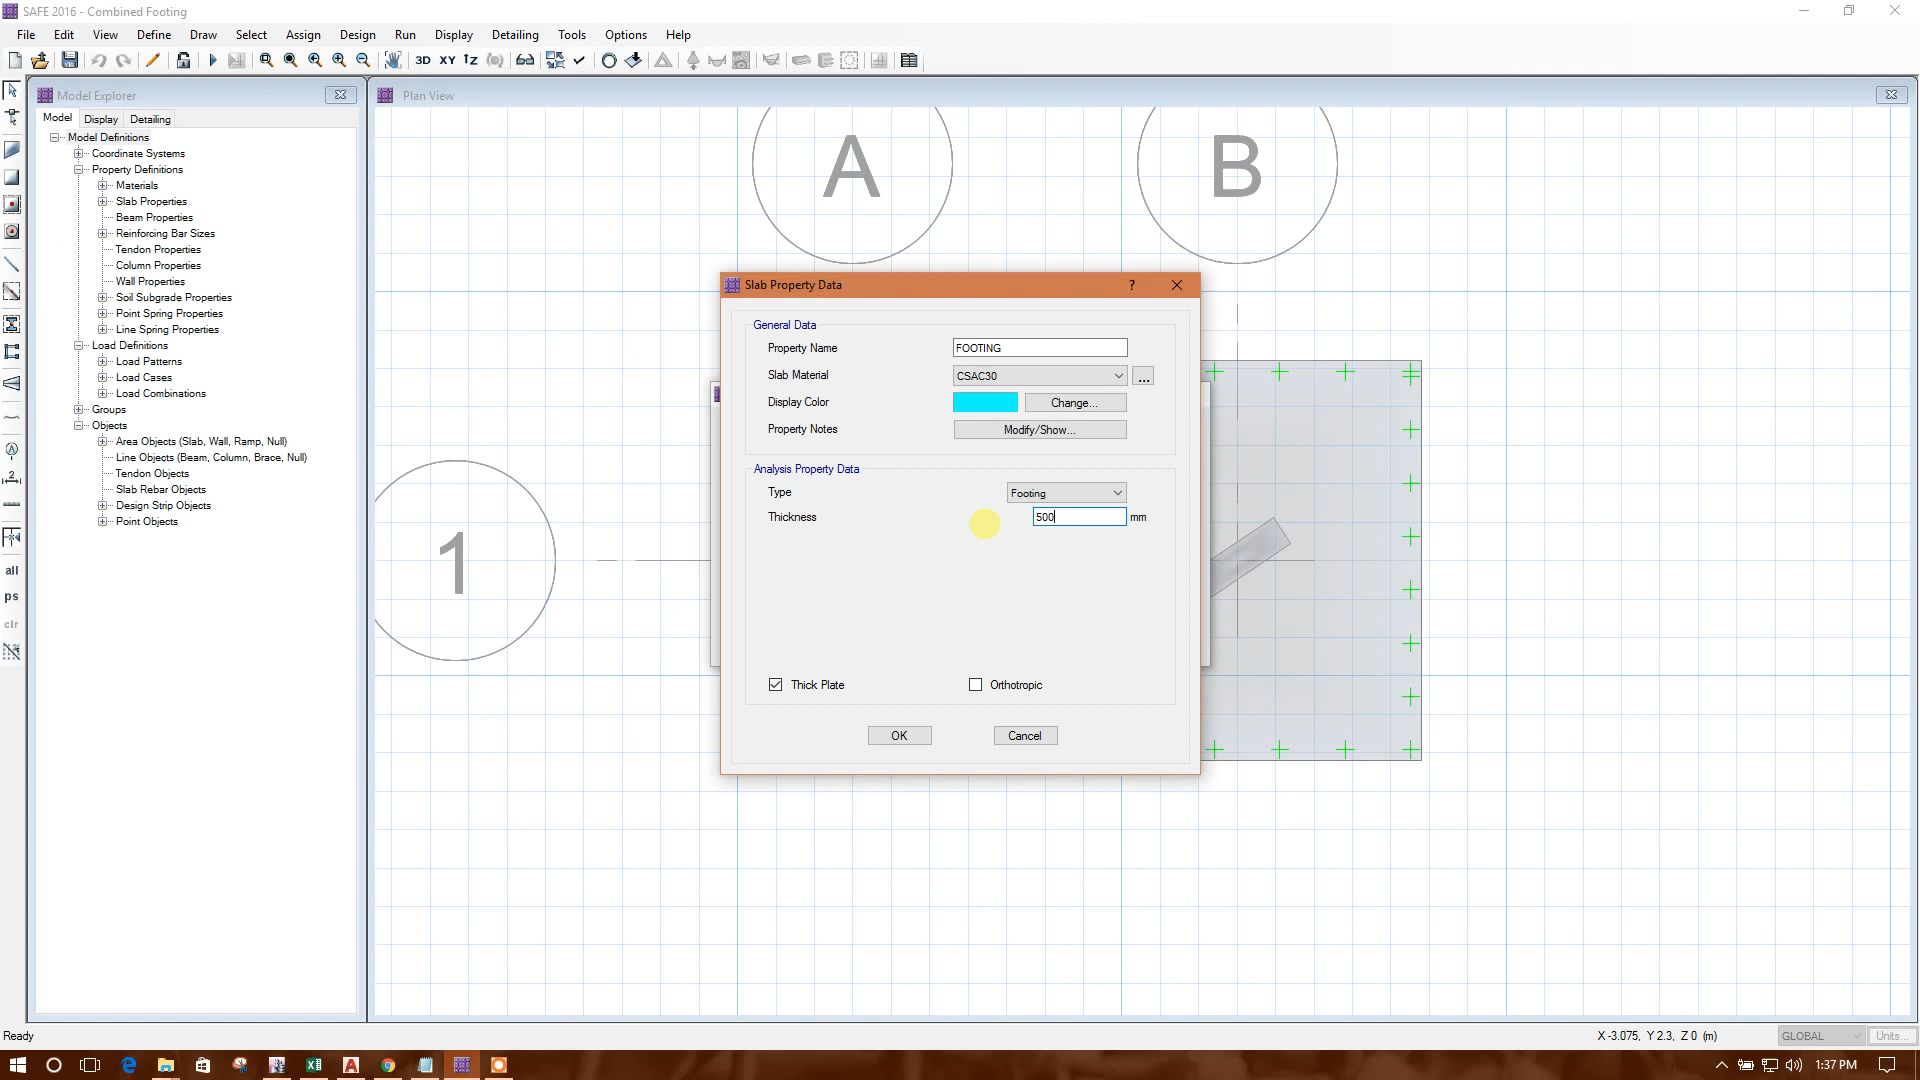 SAFE 2016 - Combined Footing
File Edit View Define Draw Select Assign Design Run Display Detailing Tools Options Help
3D XY
Model Explorer
Plan View
Model Display Detailing
Model Definitions
Coordinate Systems
Property Definitions
Materials
Slab Properties
Beam Properties
Reinforcing Bar Sizes
Tendon Properties
Column Properties
Wall Properties
Soil Subgrade Properties
Point Spring Properties
Line Spring Properties
Load Definitions
Load Patterns
Load Cases
Load Combinations
Groups
Objects
Area Objects (Slab, Wall, Ramp, Null)
Line Objects (Beam, Column, Brace, Null)
Tendon Objects
Slab Rebar Objects
Design Strip Objects
Point Objects
all
ps
clr
A
B
1
Slab Property Data
?
General Data
Property Name FOOTING
Slab Material CSAC30 ...
Display Color Change...
Property Notes Modify/Show...
Analysis Property Data
Type Footing
Thickness 500 mm
Thick Plate Orthotropic
OK Cancel
Ready
X -3.075, Y 2.3, Z 0 (m)
GLOBAL
Units...
1:37 PM